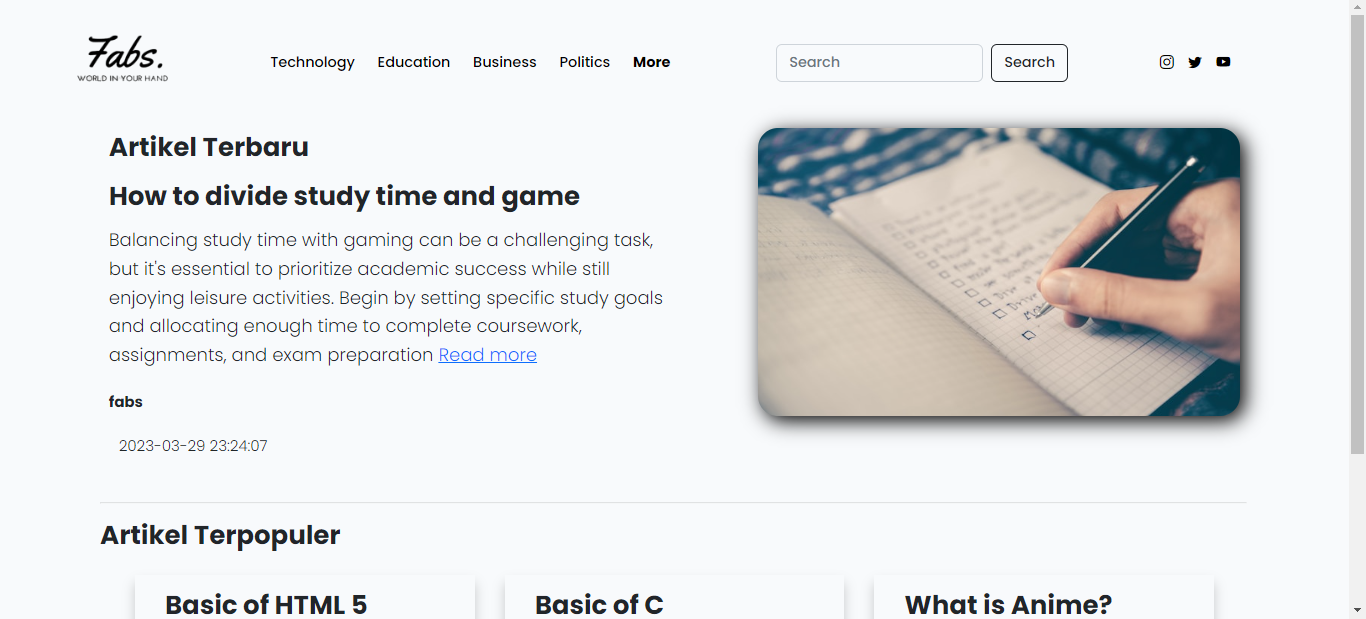 Fabs.
WORLD IN YOUR HAND
Technology Education Business Politics More
Search Search
Artikel Terbaru
How to divide study time and game
Balancing study time with gaming can be a challenging task,
but it's essential to prioritize academic success while still
enjoying leisure activities. Begin by setting specific study goals
and allocating enough time to complete coursework,
assignments, and exam preparation Read more
fabs
2023-03-29 23:24:07
Artikel Terpopuler
Basic of HTML 5 Basic of C What is Anime?